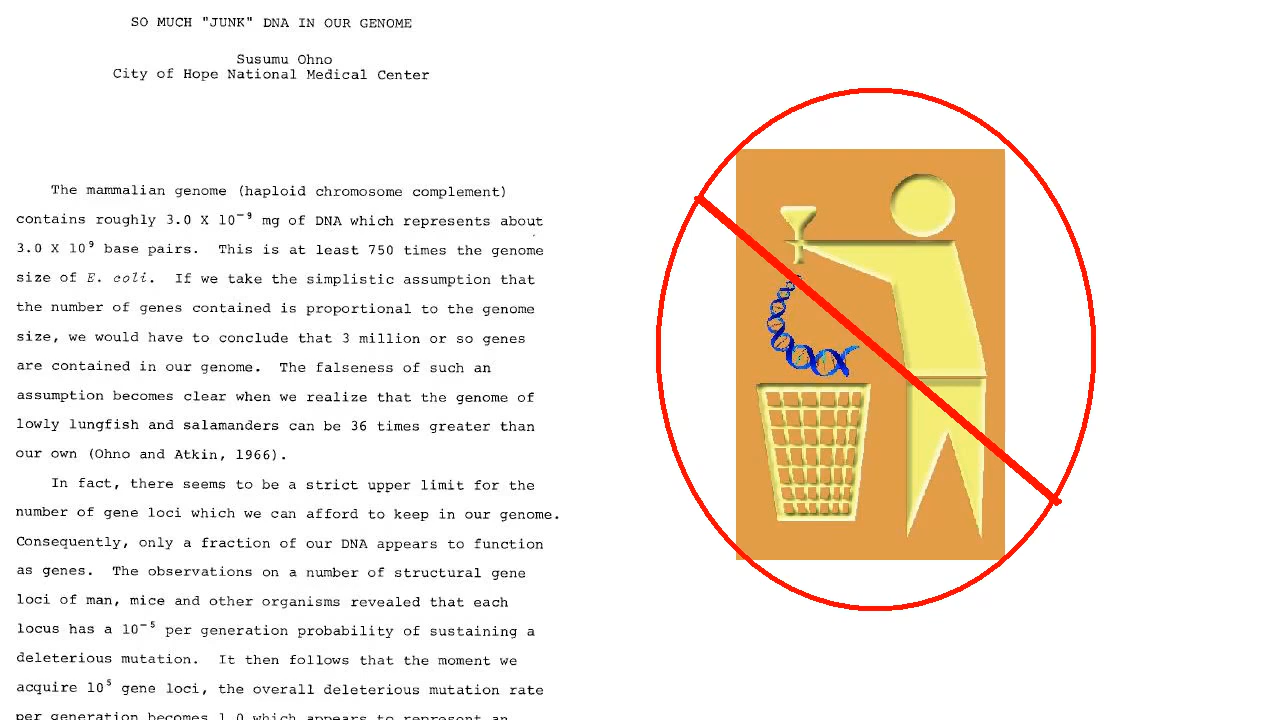 SO MUCH "JUNK" DNA IN OUR GENOME
Susumu Ohno
City of Hope National Medical Center
The mammalian genome (haploid chromosome complement)
contains roughly 3.0 X 10⁻⁹ mg of DNA which represents about
3.0 X 10⁹ base pairs. This is at least 750 times the genome
size of E. coli. If we take the simplistic assumption that
the number of genes contained is proportional to the genome
size, we would have to conclude that 3 million or so genes
are contained in our genome. The falseness of such an
assumption becomes clear when we realize that the genome of
lowly lungfish and salamanders can be 36 times greater than
our own (Ohno and Atkin, 1966).
In fact, there seems to be a strict upper limit for the
number of gene loci which we can afford to keep in our genome.
Consequently, only a fraction of our DNA appears to function
as genes. The observations on a number of structural gene
loci of man, mice and other organisms revealed that each
locus has a 10⁻⁵ per generation probability of sustaining a
deleterious mutation. It then follows that the moment we
acquire 10⁵ gene loci, the overall deleterious mutation rate
per generation becomes 1.0 which appears to represent an